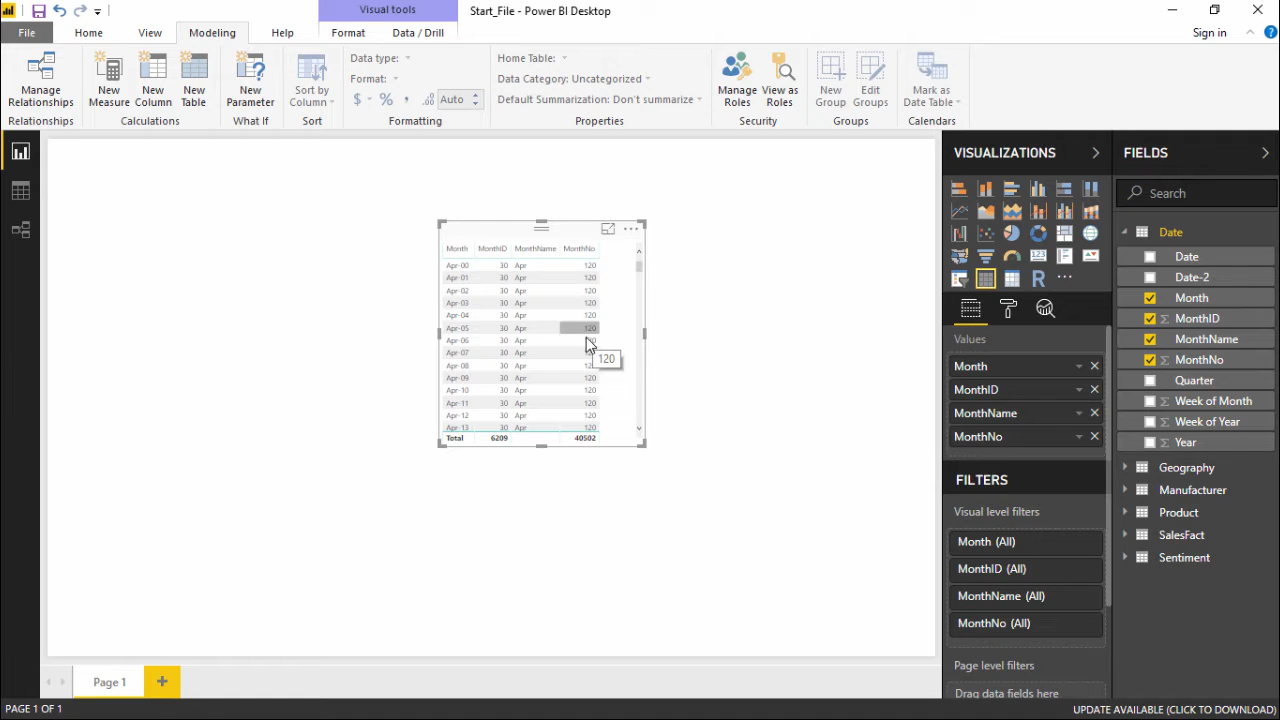 Visual tools
Start_File - Power BI Desktop
File Home View Modeling Help Format Data / Drill
Sign in
Manage Relationships
Relationships
New Measure
New Column
New Table
Calculations
New Parameter
What If
Sort by Column
Sort
Data type:
Format:
$ % , .00 Auto
Formatting
Home Table:
Data Category: Uncategorized
Default Summarization: Don't summarize
Properties
Manage Roles
View as Roles
Security
New Group
Edit Groups
Groups
Mark as Date Table
Calendars
Month MonthID MonthName MonthNo
Apr-00 30 Apr 120
Apr-01 30 Apr 120
Apr-02 30 Apr 120
Apr-03 30 Apr 120
Apr-04 30 Apr 120
Apr-05 30 Apr 120
Apr-06 30 Apr
Apr-07 30 Apr
Apr-08 30 Apr
Apr-09 30 Apr 120
Apr-10 30 Apr 120
Apr-11 30 Apr 120
Apr-12 30 Apr 120
Apr-13 30 Apr 120
Total 6209 40502
120
VISUALIZATIONS
123
R
Values
Month
MonthID
MonthName
MonthNo
FILTERS
Visual level filters
Month (All)
MonthID (All)
MonthName (All)
MonthNo (All)
Page level filters
Drag data fields here
FIELDS
Search
Date
Date
Date-2
Month
Σ MonthID
MonthName
Σ MonthNo
Quarter
Σ Week of Month
Σ Week of Year
Σ Year
Geography
Manufacturer
Product
SalesFact
Sentiment
Page 1
PAGE 1 OF 1
UPDATE AVAILABLE (CLICK TO DOWNLOAD)